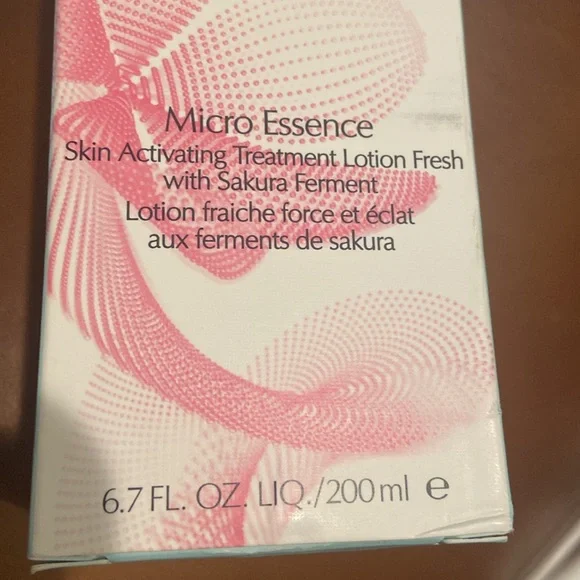 Micro Essence
Skin Activating Treatment Lotion Fresh
with Sakura Ferment
Lotion fraiche force et éclat
aux ferments de sakura
6.7 FL. OZ. LIQ./200ml ℮